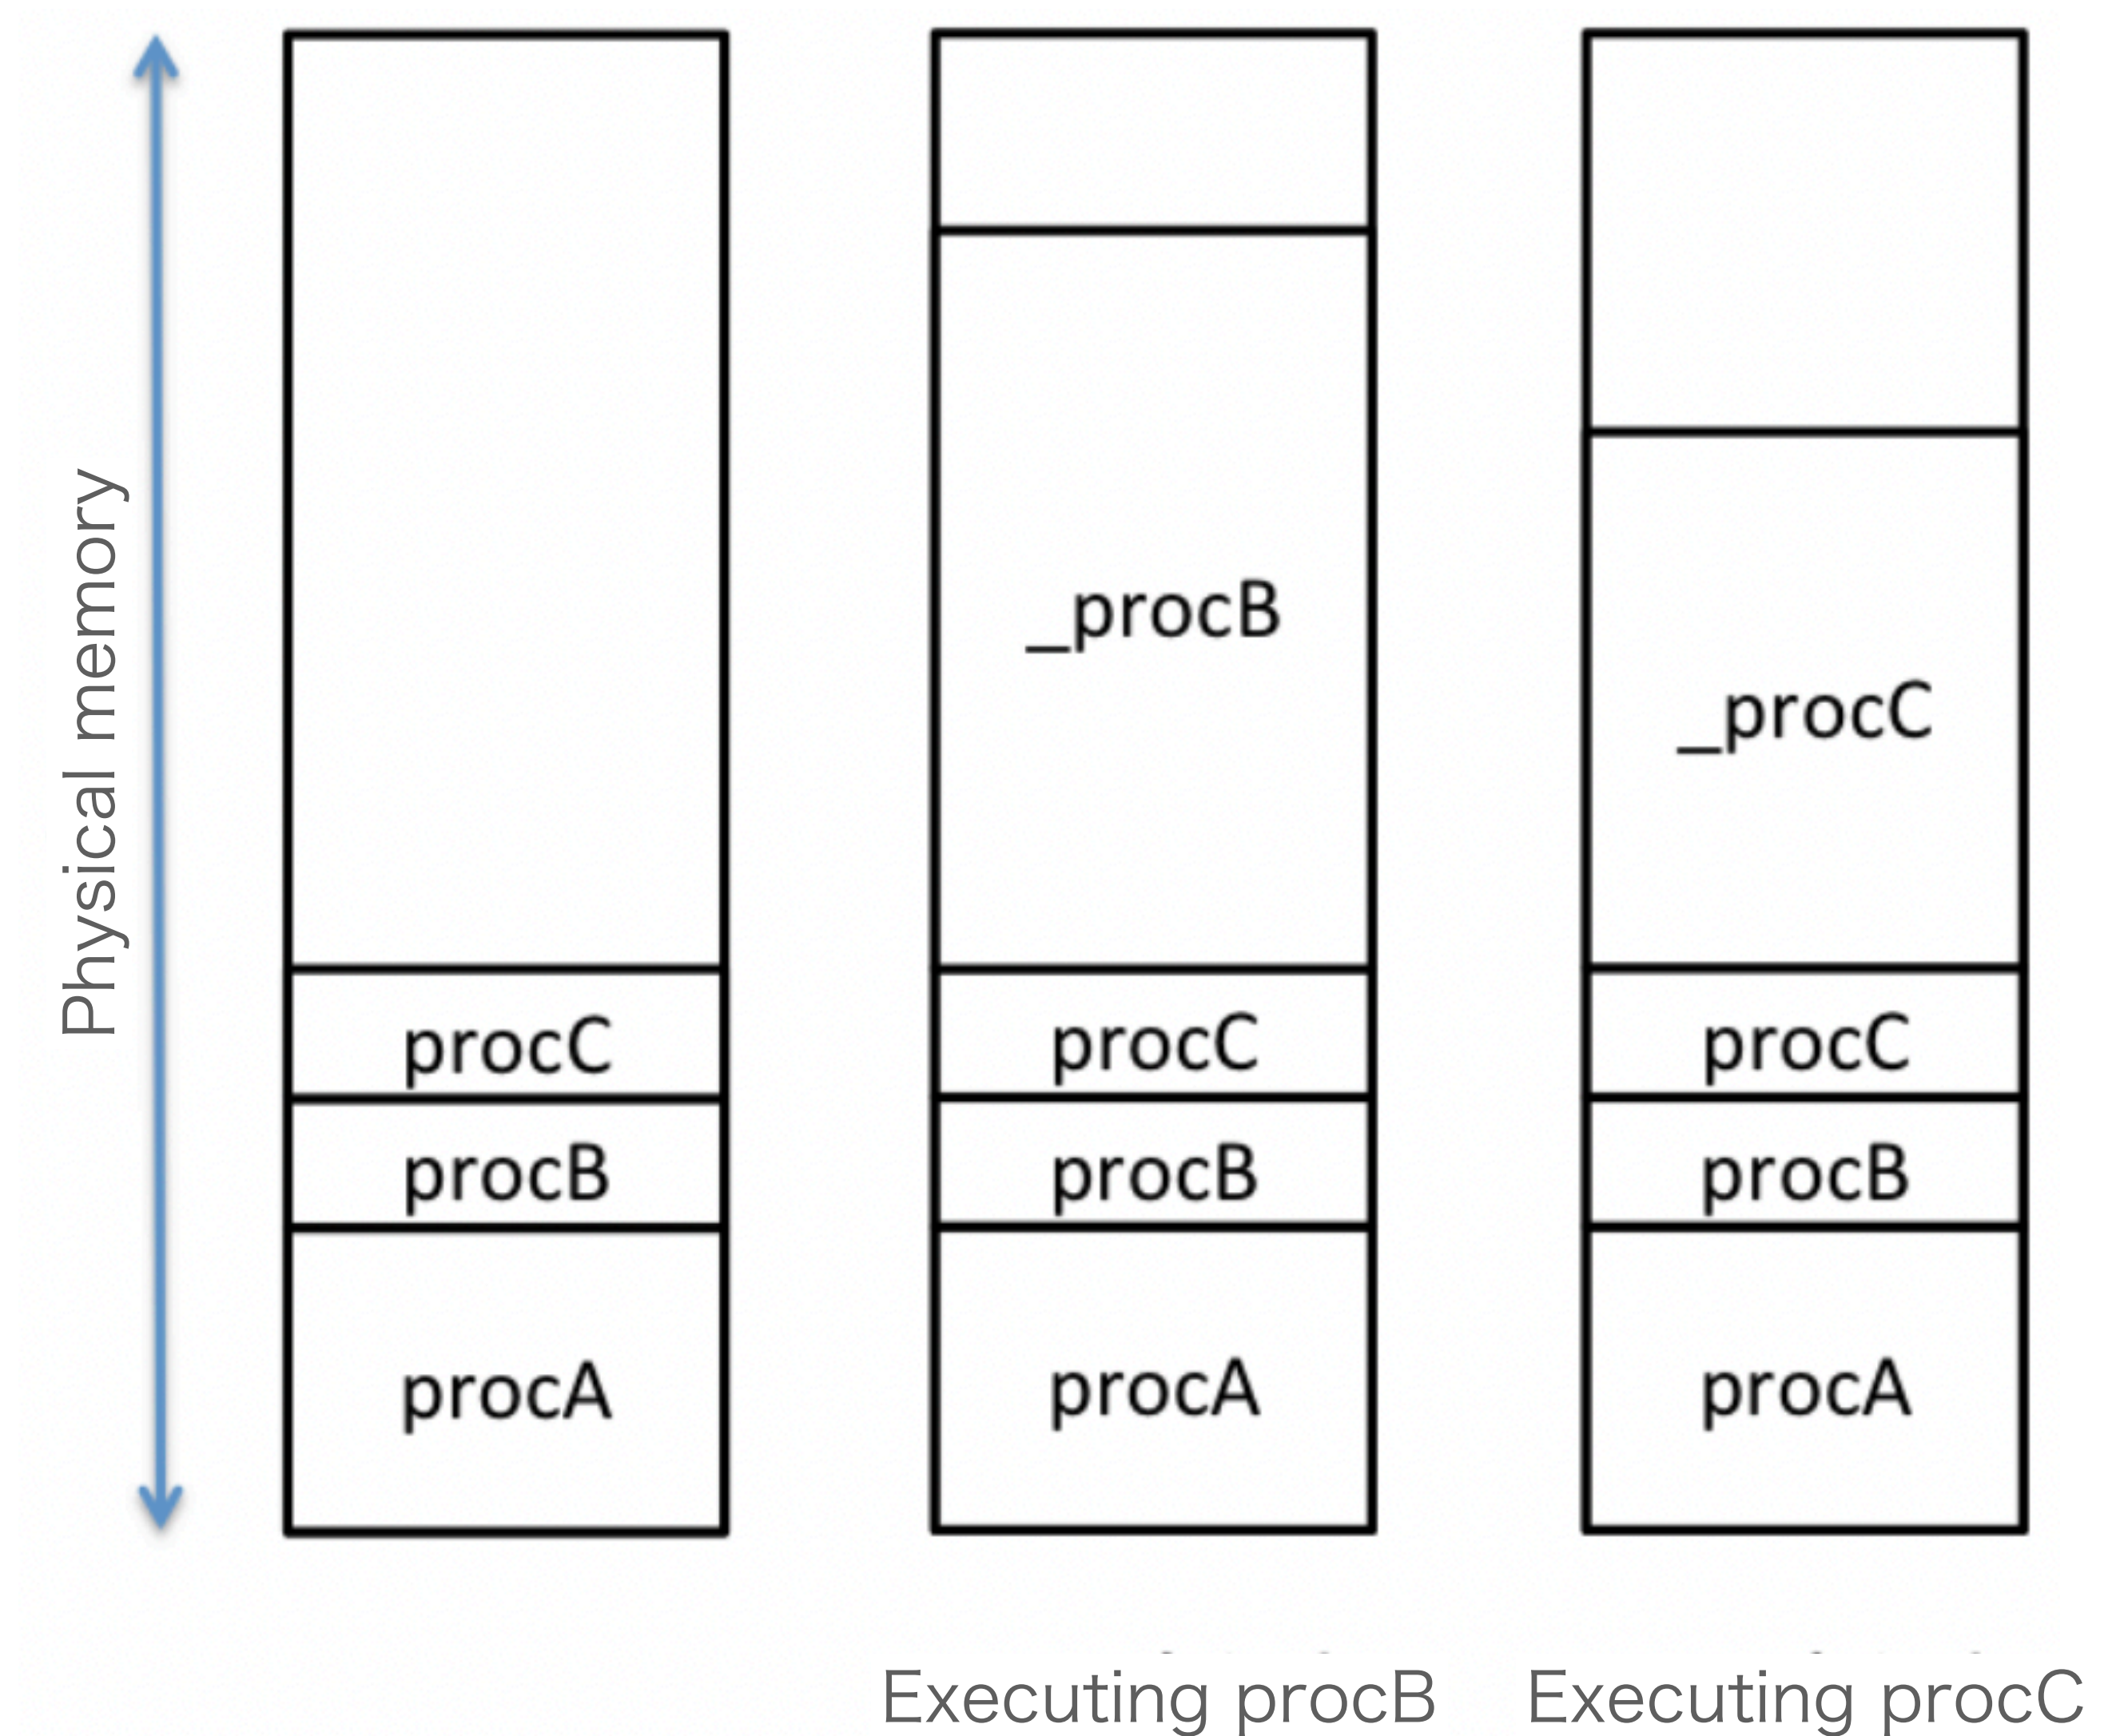 Physical memory
procC
procB
procA
_procB
procC
procB
procA
Executing procB
_procC
procC
procB
procA
Executing procC